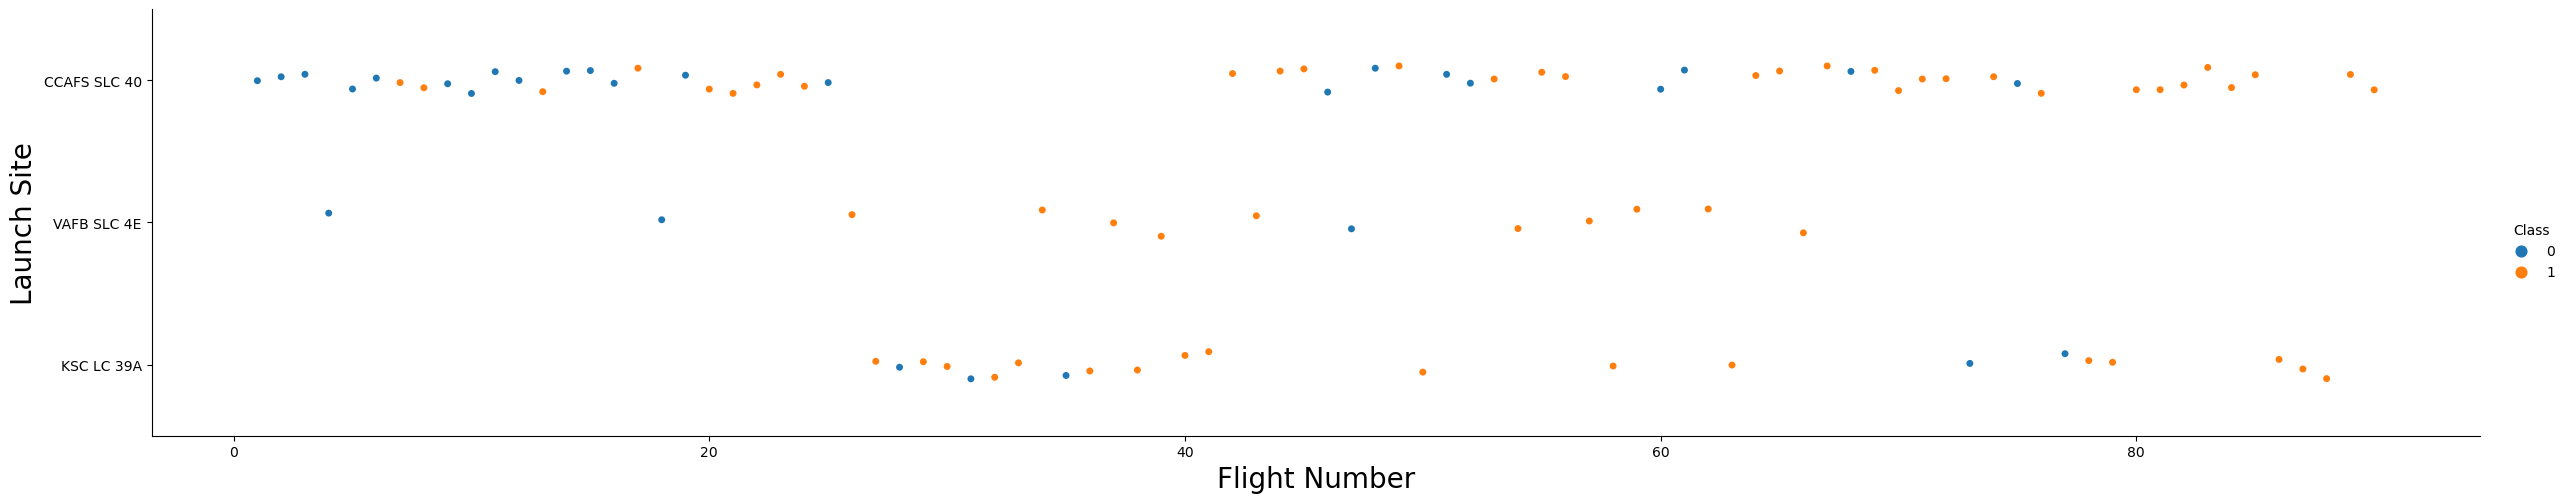 CCAFS SLC 40
VAFB SLC 4E
KSC LC 39A
Launch Site
0 20 40 60 80
Flight Number
Class
0
1